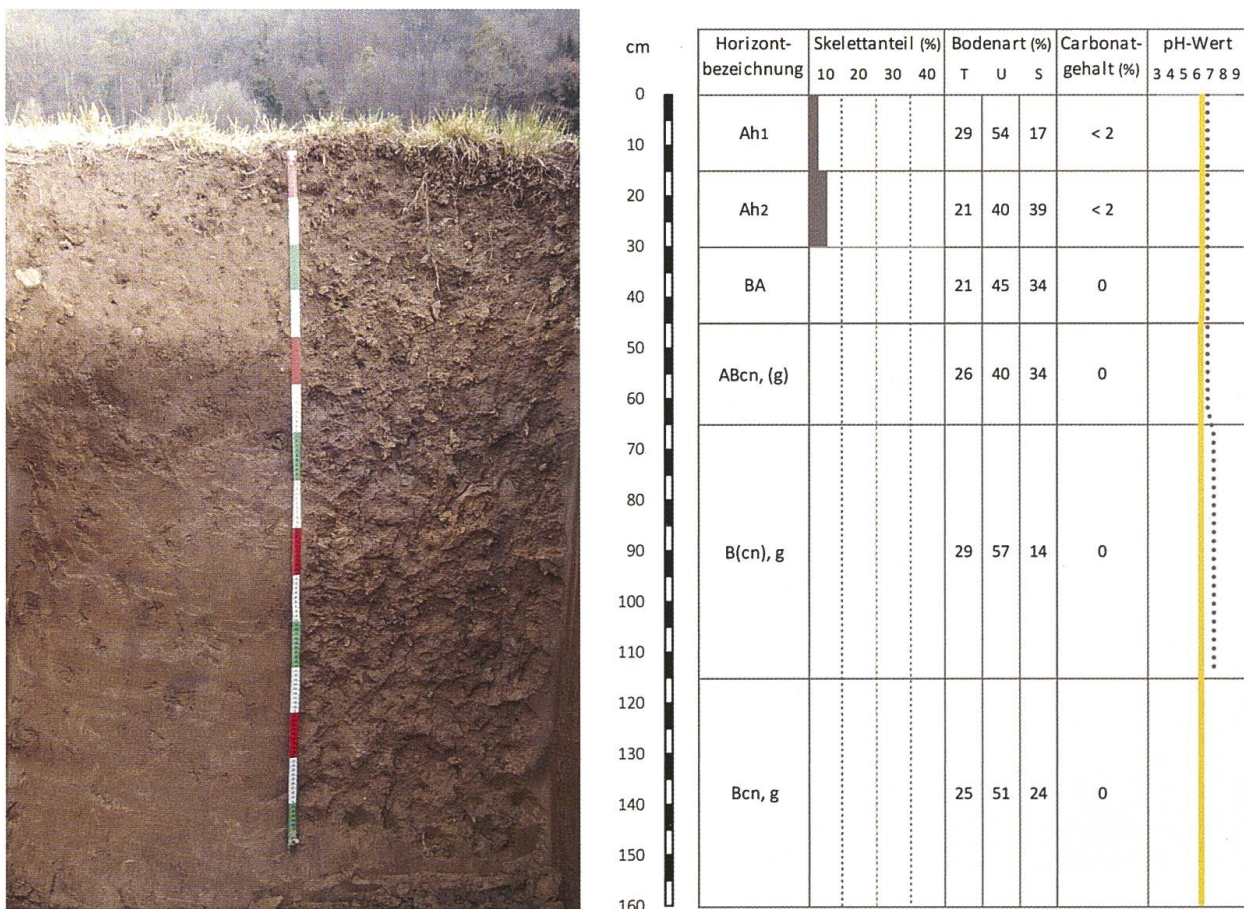 cm
Horizont-
bezeichnung
Skelettanteil (%)
10 20 30 40
Bodenart (%)
T U S
Carbonat-
gehalt (%)
pH-Wert
3 4 5 6 7 8 9
0
10
20
30
40
50
60
70
80
90
100
110
120
130
140
150
160
Ah1 29 54 17 < 2
Ah2 21 40 39 < 2
BA 21 45 34 0
ABcn, (g) 26 40 34 0
B(cn), g 29 57 14 0
Bcn, g 25 51 24 0